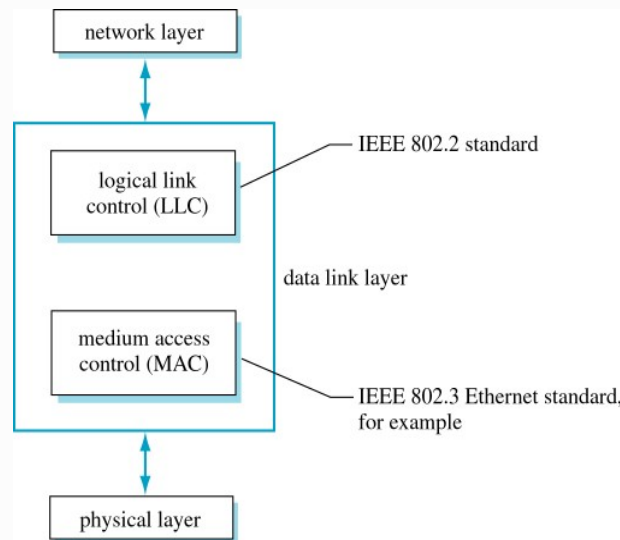 network layer
IEEE 802.2 standard
logical link
control (LLC)
data link layer
medium access
control (MAC)
IEEE 802.3 Ethernet standard,
for example
physical layer